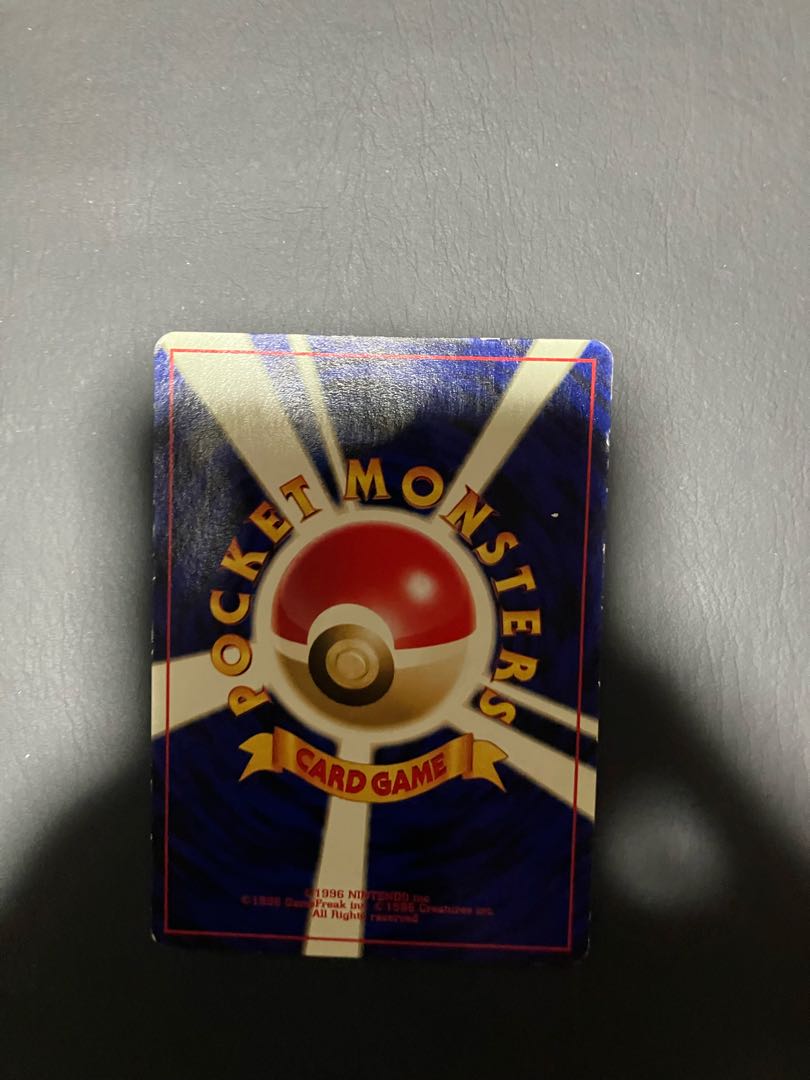 POCKET MONSTERS
CARD GAME
©1996 NINTENDO inc
©1996 GameFreak inc ©1996 Creatures inc.
All Rights reserved